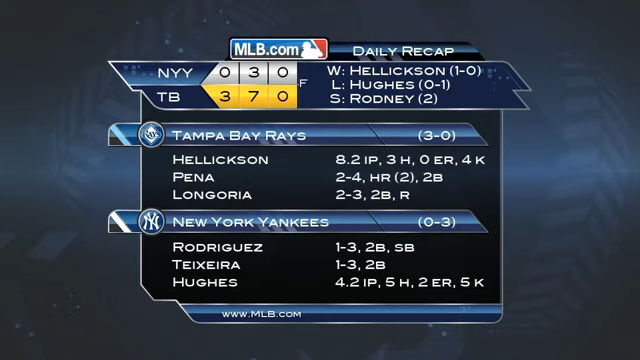 MLB.com DAILY RECAP
NYY 0 3 0 W: HELLICKSON (1-0)
F L: HUGHES (0-1)
TB 3 7 0 S: RODNEY (2)
TAMPA BAY RAYS (3-0)
HELLICKSON 8.2 IP, 3 H, 0 ER, 4 K
PENA 2-4, HR (2), 2B
LONGORIA 2-3, 2B, R
NEW YORK YANKEES (0-3)
RODRIGUEZ 1-3, 2B, SB
TEIXEIRA 1-3, 2B
HUGHES 4.2 IP, 5 H, 2 ER, 5 K
WWW.MLB.COM